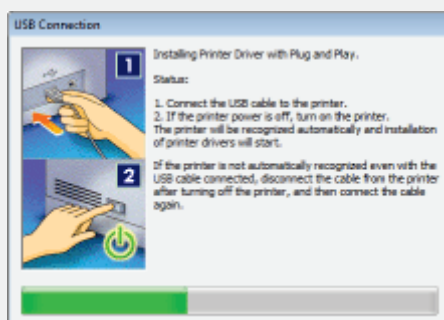 USB Connection
1
Installing Printer Driver with Plug and Play.
Status:
1. Connect the USB cable to the printer.
2. If the printer power is off, turn on the printer.
The printer will be recognized automatically and installation
of printer drivers will start.
2
If the printer is not automatically recognized even with the
USB cable connected, disconnect the cable from the printer
after turning off the printer, and then connect the cable
again.